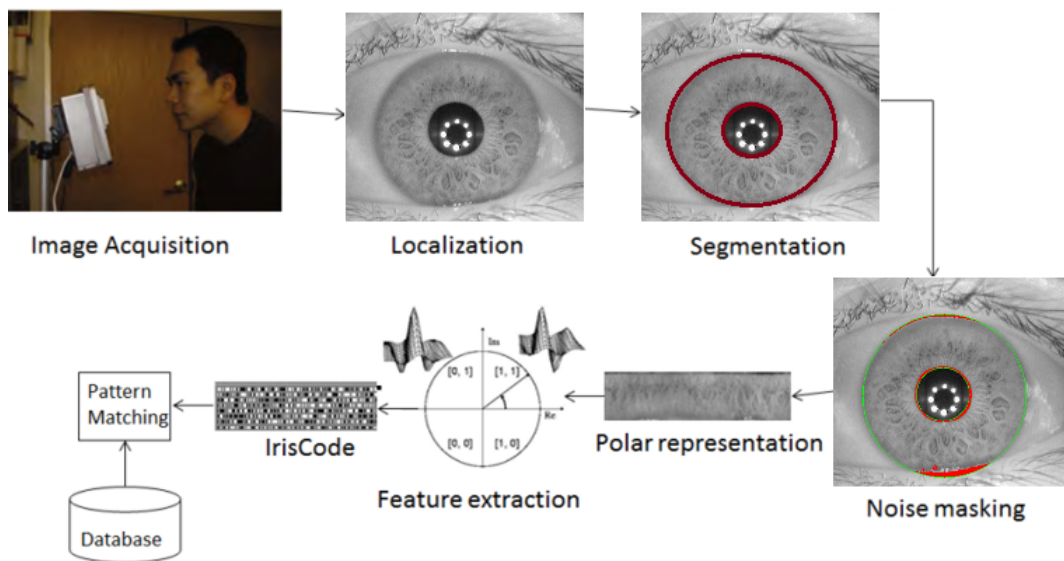 Image Acquisition
Localization
Segmentation
Noise masking
Polar representation
Im
[0, 1]
[1, 1]
Re
[0, 0]
[1, 0]
Feature extraction
IrisCode
Pattern
Matching
Database